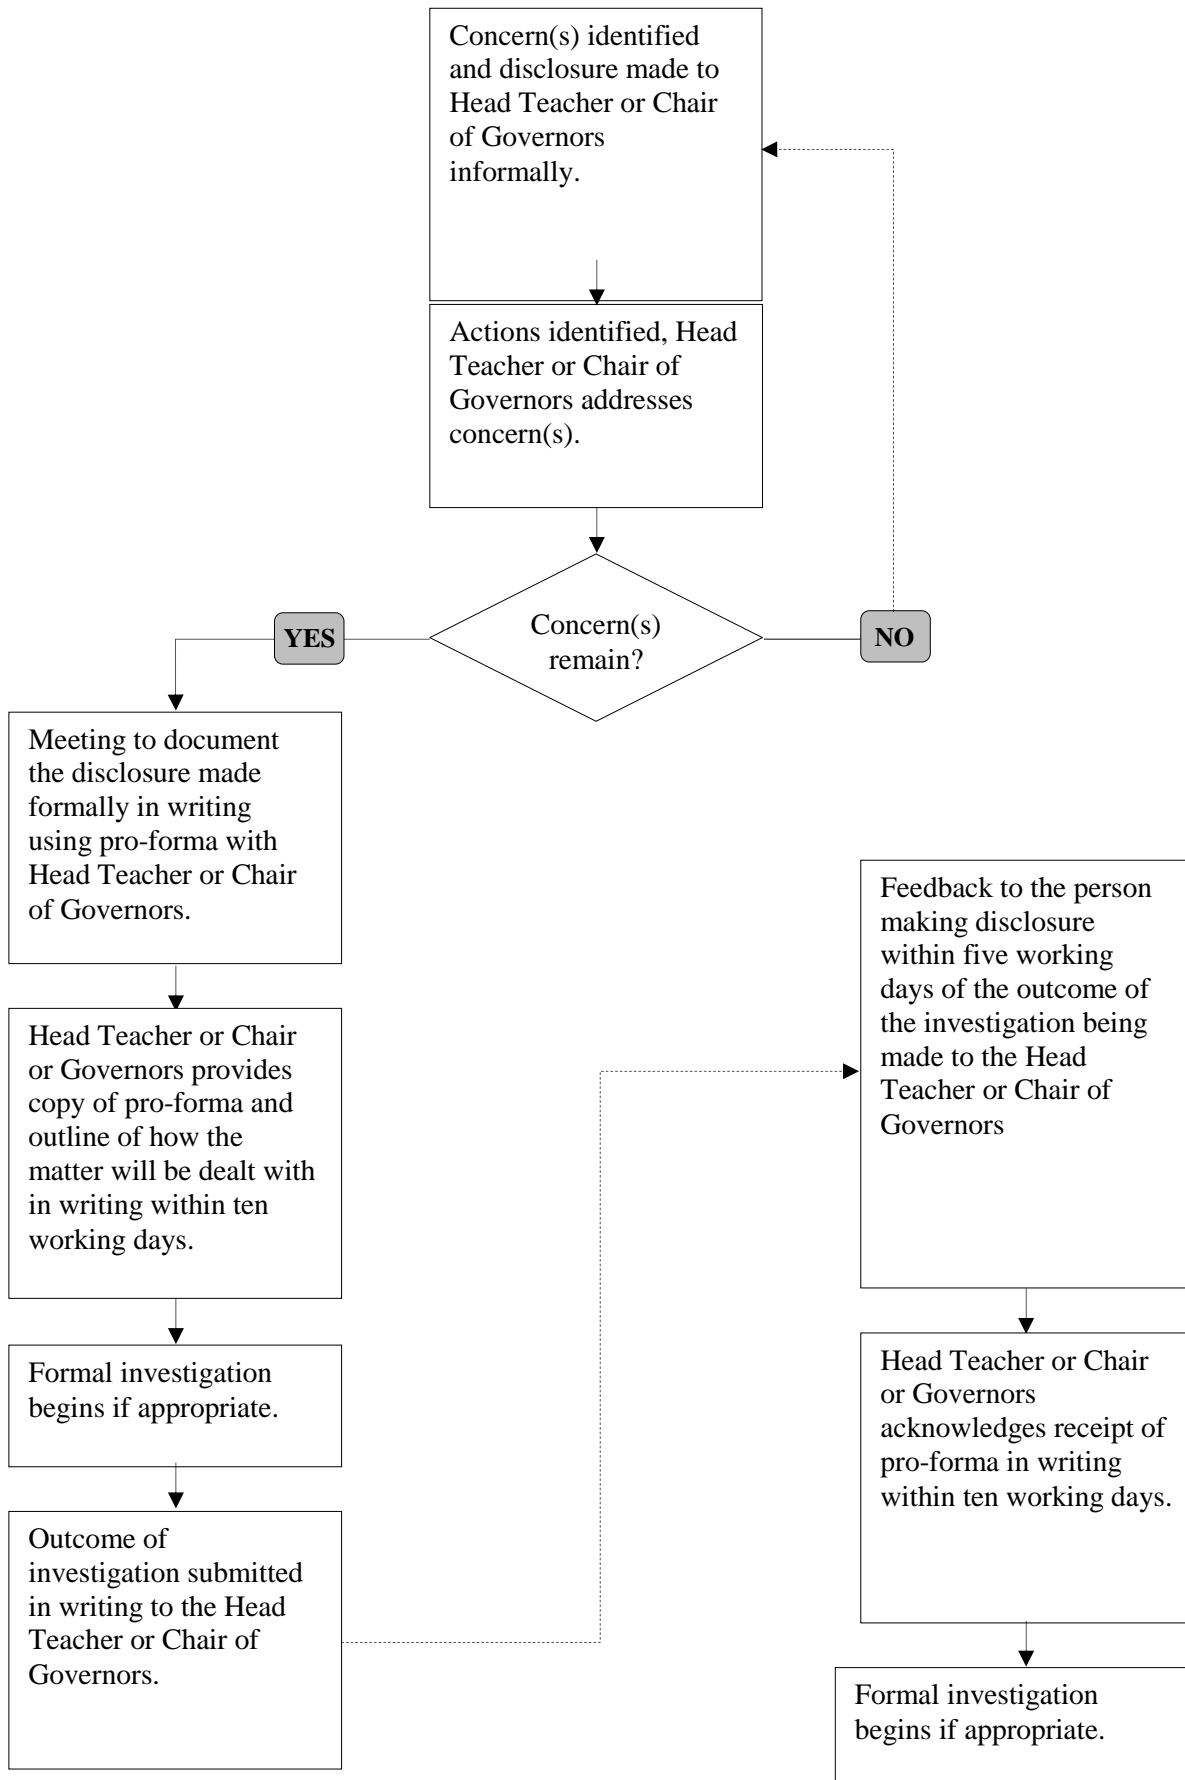 Concern(s) identified
and disclosure made to
Head Teacher or Chair
of Governors
informally.
Actions identified, Head
Teacher or Chair of
Governors addresses
concern(s).
Concern(s)
remain?
YES
NO
Meeting to document
the disclosure made
formally in writing
using pro-forma with
Head Teacher or Chair
of Governors.
Head Teacher or Chair
or Governors provides
copy of pro-forma and
outline of how the
matter will be dealt with
in writing within ten
working days.
Formal investigation
begins if appropriate.
Outcome of
investigation submitted
in writing to the Head
Teacher or Chair of
Governors.
Feedback to the person
making disclosure
within five working
days of the outcome of
the investigation being
made to the Head
Teacher or Chair of
Governors
Head Teacher or Chair
or Governors
acknowledges receipt of
pro-forma in writing
within ten working days.
Formal investigation
begins if appropriate.